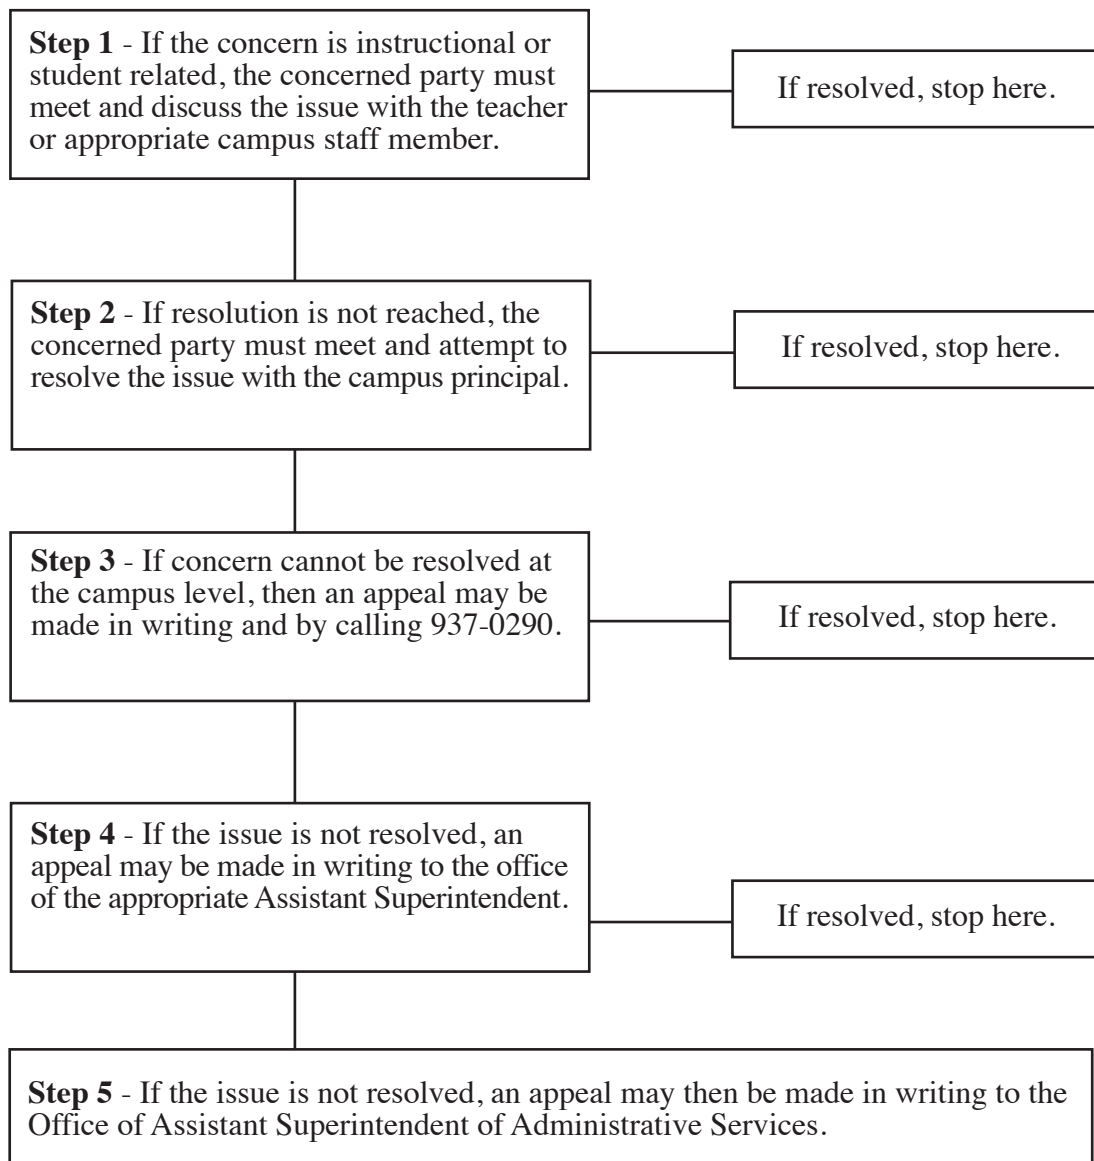 Step 1 - If the concern is instructional or
student related, the concerned party must
meet and discuss the issue with the teacher
or appropriate campus staff member.
If resolved, stop here.
Step 2 - If resolution is not reached, the
concerned party must meet and attempt to
resolve the issue with the campus principal.
If resolved, stop here.
Step 3 - If concern cannot be resolved at
the campus level, then an appeal may be
made in writing and by calling 937-0290.
If resolved, stop here.
Step 4 - If the issue is not resolved, an
appeal may be made in writing to the office
of the appropriate Assistant Superintendent.
If resolved, stop here.
Step 5 - If the issue is not resolved, an appeal may then be made in writing to the
Office of Assistant Superintendent of Administrative Services.